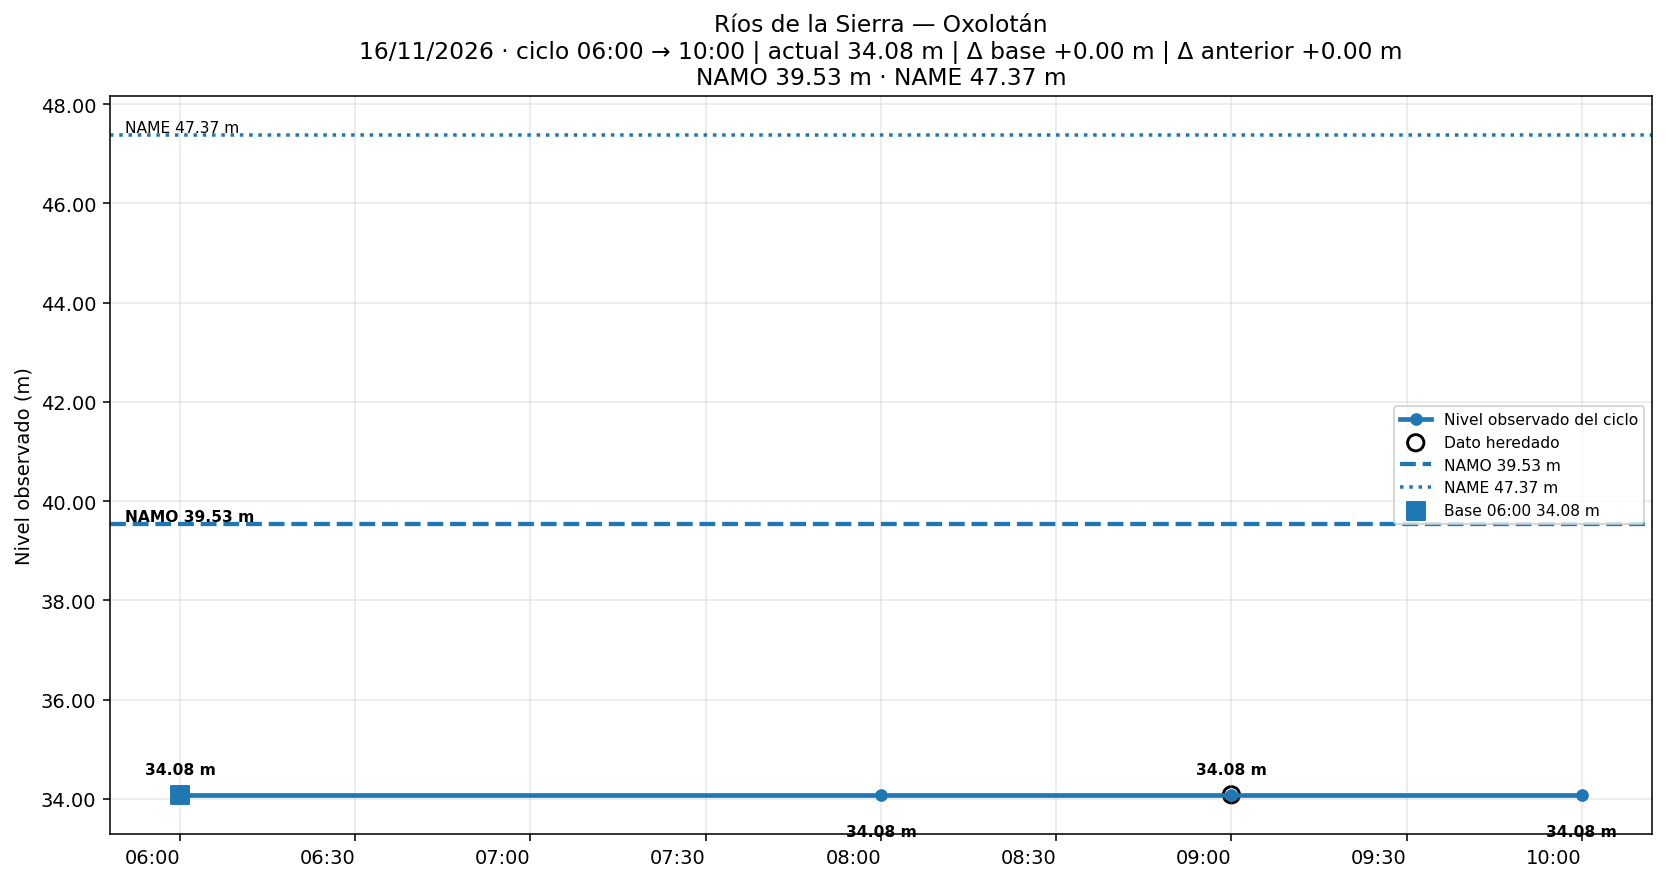 Ríos de la Sierra — Oxolotán
16/11/2026 · ciclo 06:00 → 10:00 | actual 34.08 m | Δ base +0.00 m | Δ anterior +0.00 m
NAMO 39.53 m · NAME 47.37 m
48.00
NAME 47.37 m
46.00
44.00
42.00
Nivel observado (m)
Nivel observado del ciclo
Dato heredado
NAMO 39.53 m
NAME 47.37 m
Base 06:00 34.08 m
40.00
NAMO 39.53 m
38.00
36.00
34.08 m
34.08 m
34.00
34.08 m
34.08 m
06:00
06:30
07:00
07:30
08:00
08:30
09:00
09:30
10:00